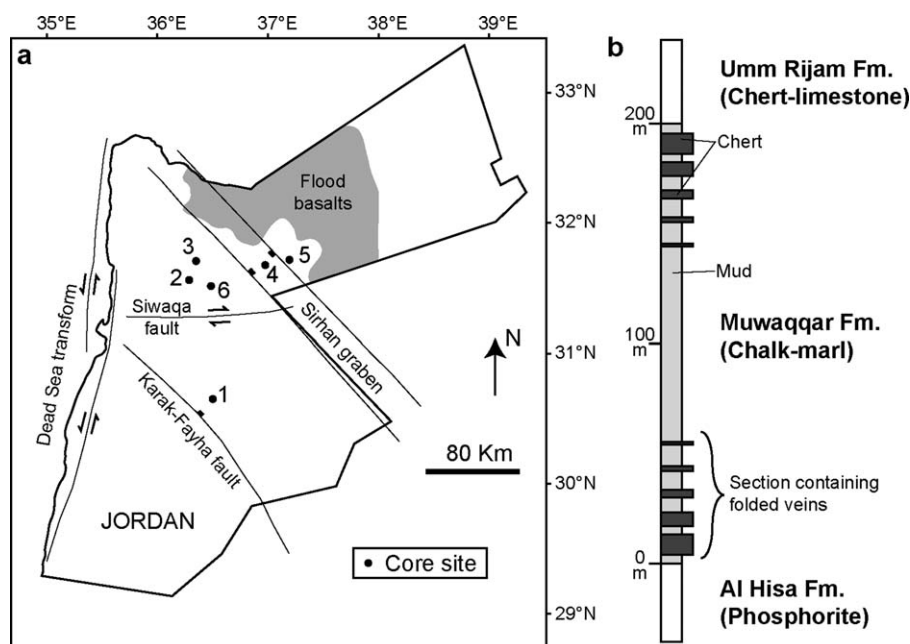 35°E 36°E 37°E 38°E 39°E
a
33°N
32°N
31°N
30°N
29°N
Flood
basalts
3
2
6
4
5
Siwaqa
fault
Sirhan graben
Dead Sea transform
N
1
Karak-Fayha fault
80 Km
JORDAN
Core site
b
Umm Rijam Fm.
(Chert-limestone)
200
m
Chert
Mud
Muwaqqar Fm.
(Chalk-marl)
100
m
Section containing
folded veins
0
m
Al Hisa Fm.
(Phosphorite)